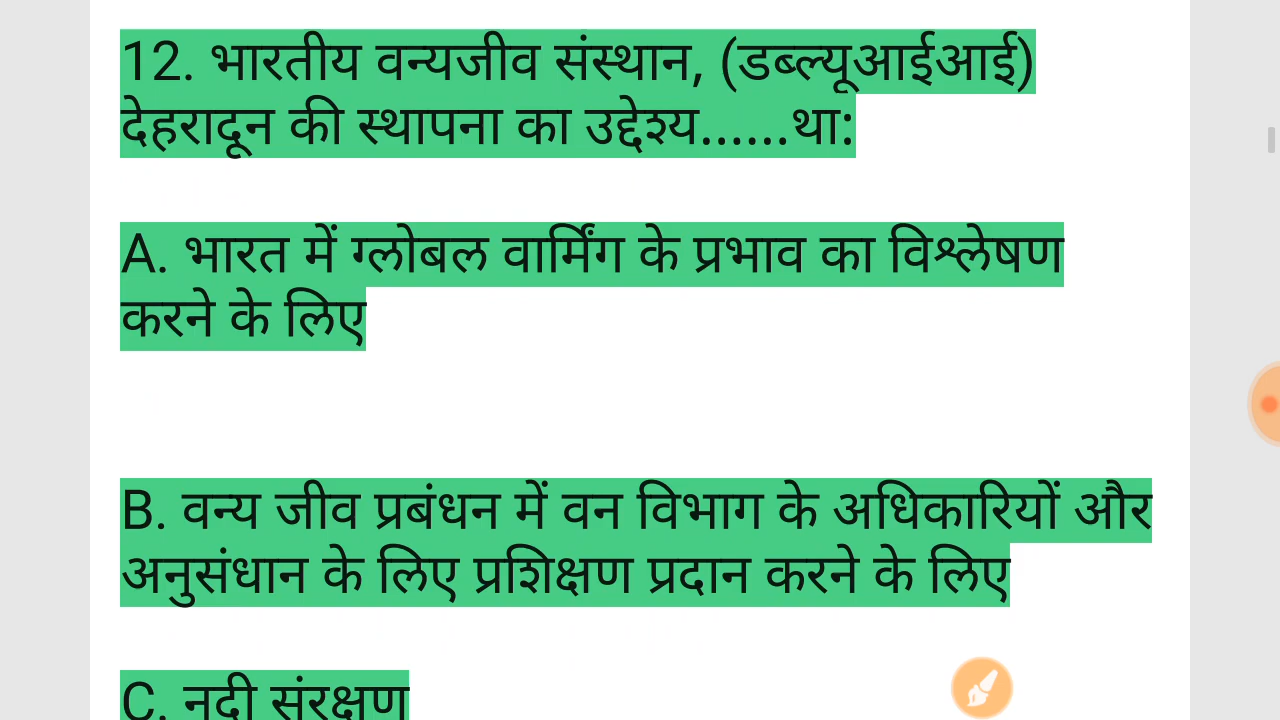 12. भारतीय वन्यजीव संस्थान, (डब्ल्यूआईआई)
देहरादून की स्थापना का उद्देश्य......था:
A. भारत में ग्लोबल वार्मिंग के प्रभाव का विश्लेषण
करने के लिए
B. वन्य जीव प्रबंधन में वन विभाग के अधिकारियों और
अनुसंधान के लिए प्रशिक्षण प्रदान करने के लिए
C. नदी संरक्षण